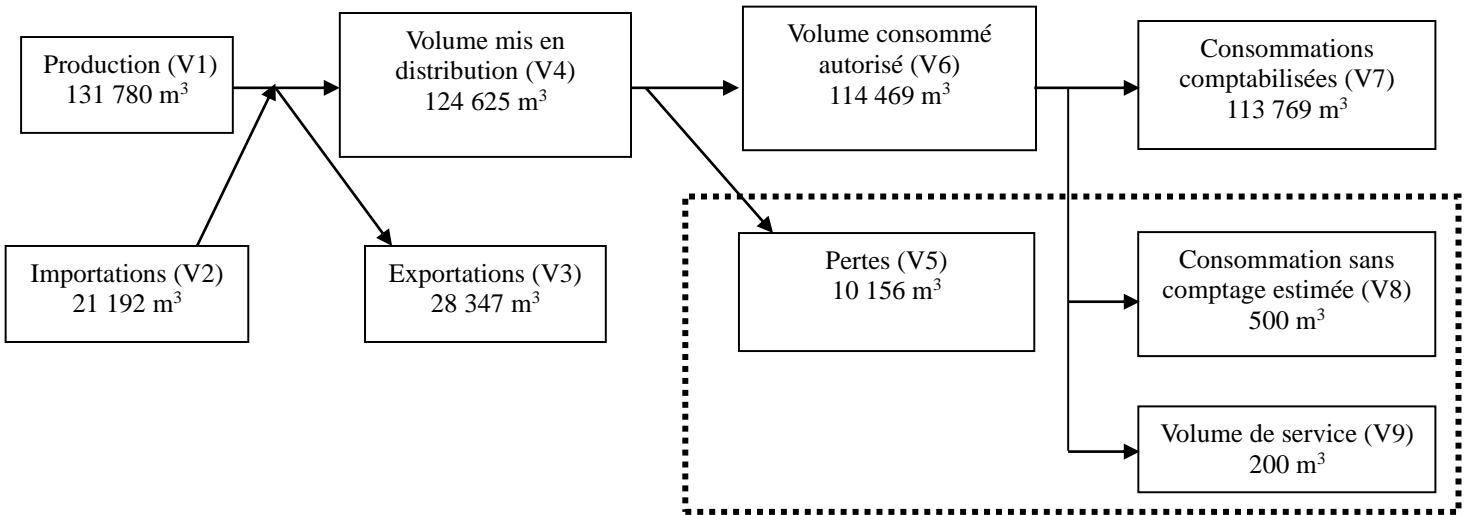 Production (V1)
131 780 m³
Volume mis en
distribution (V4)
124 625 m³
Volume consommé
autorisé (V6)
114 469 m³
Consommations
comptabilisées (V7)
113 769 m³
Importations (V2)
21 192 m³
Exportations (V3)
28 347 m³
Pertes (V5)
10 156 m³
Consommation sans
comptage estimée (V8)
500 m³
Volume de service (V9)
200 m³